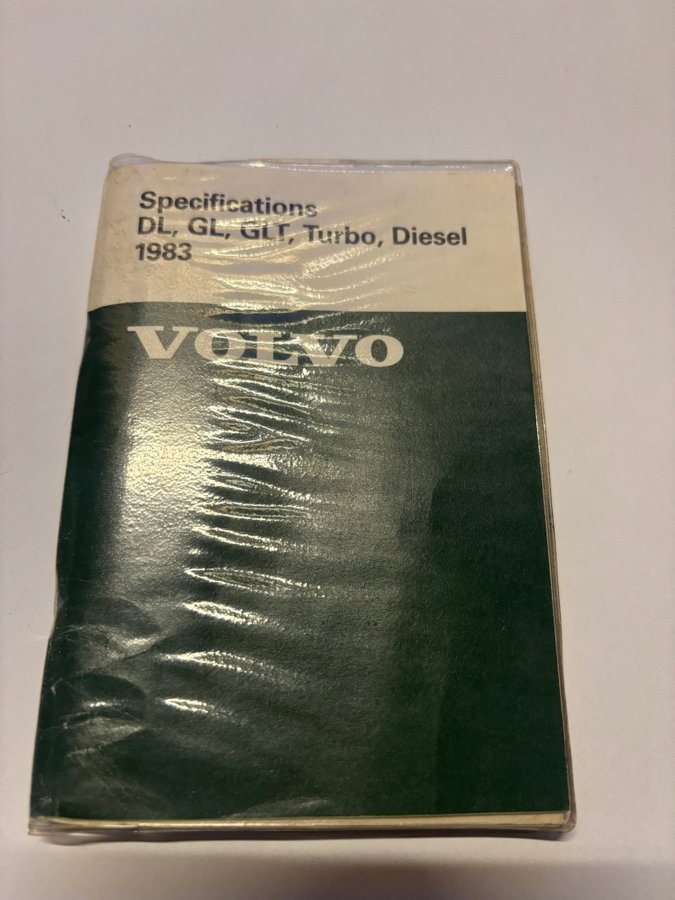 Specifications
DL, GL, GLT, Turbo, Diesel
1983
VOLVO